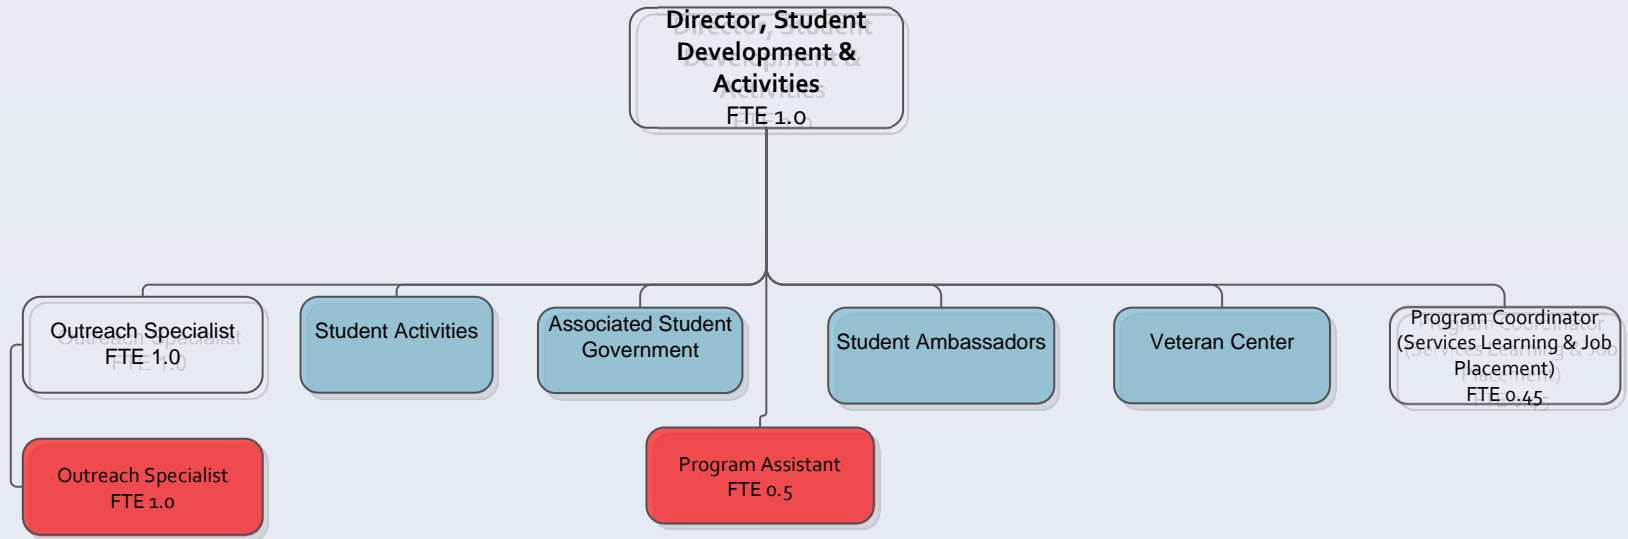 Director, Student
Development &
Activities
FTE 1.0
Outreach Specialist
FTE 1.0
Student Activities
Associated Student
Government
Student Ambassadors
Veteran Center
Program Coordinator
(Services Learning & Job
Placement)
FTE 0.45
Outreach Specialist
FTE 1.0
Program Assistant
FTE 0.5